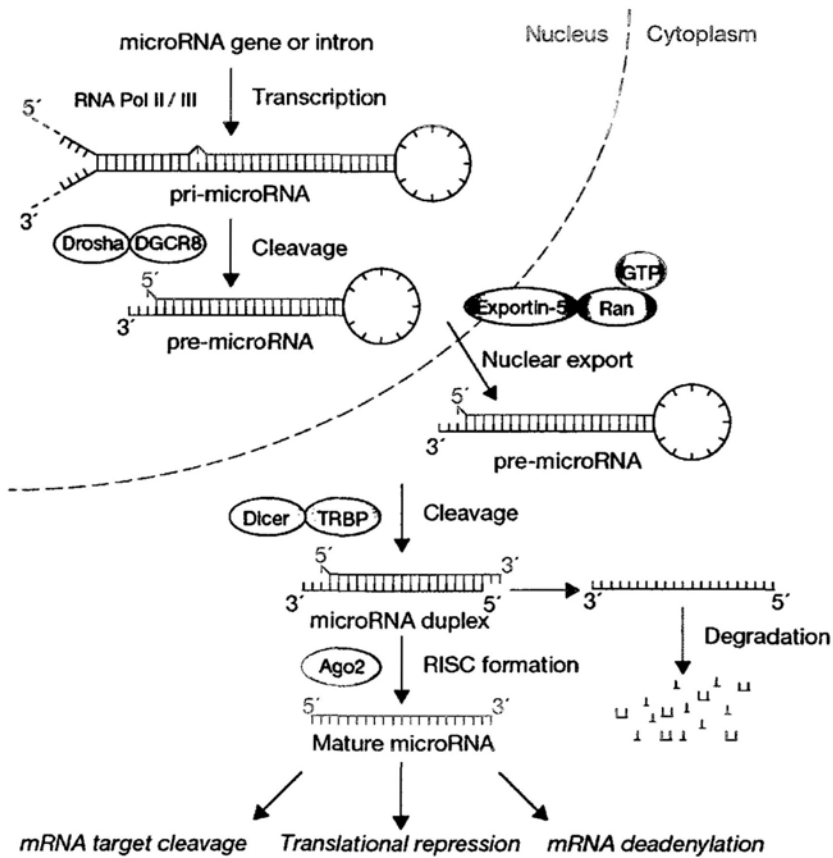 microRNA gene or intron
Nucleus
Cytoplasm
RNA Pol II / III
Transcription
5´
3´
pri-microRNA
Drosha
DGCR8
Cleavage
5´
3´
pre-microRNA
GTP
Exportin-5
Ran
Nuclear export
5´
3´
pre-microRNA
Dicer
TRBP
Cleavage
5´
3´
3´
5´
microRNA duplex
3´
5´
Degradation
Ago2
RISC formation
5´
3´
Mature microRNA
mRNA target cleavage
Translational repression
mRNA deadenylation